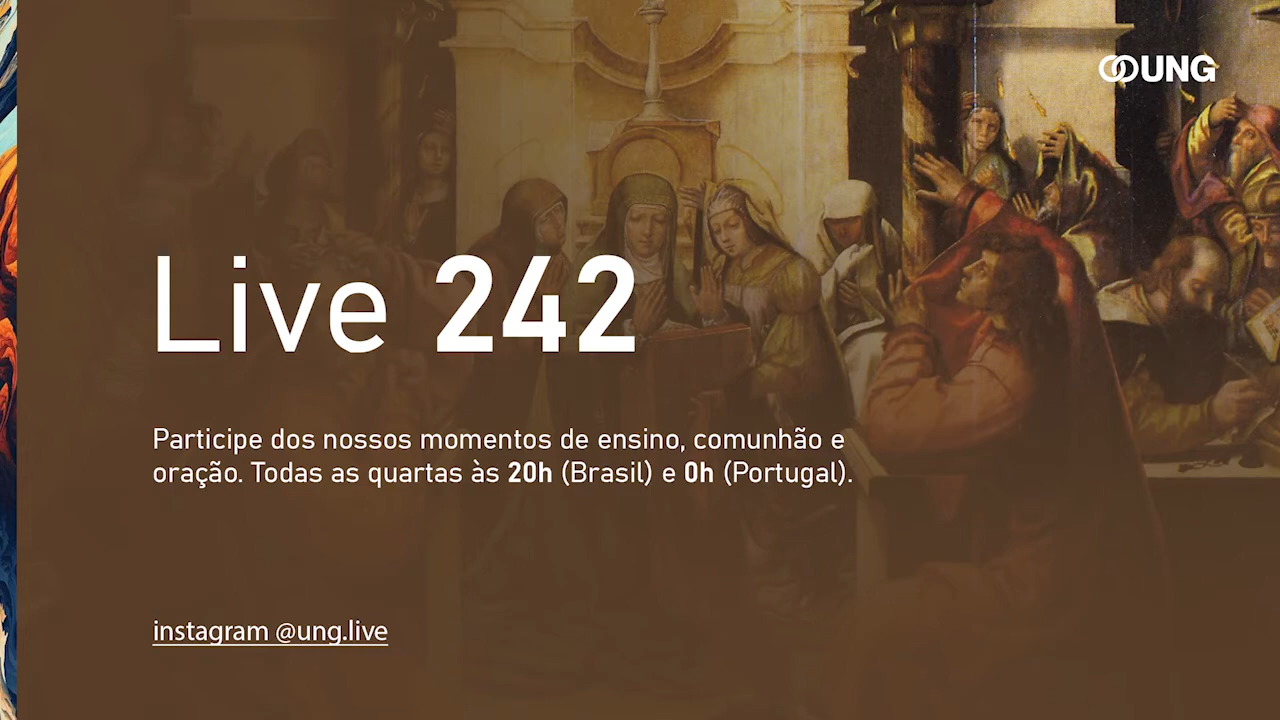 UNG
Live 242
Participe dos nossos momentos de ensino, comunhão e
oração. Todas as quartas às 20h (Brasil) e 0h (Portugal).
instagram @ung.live